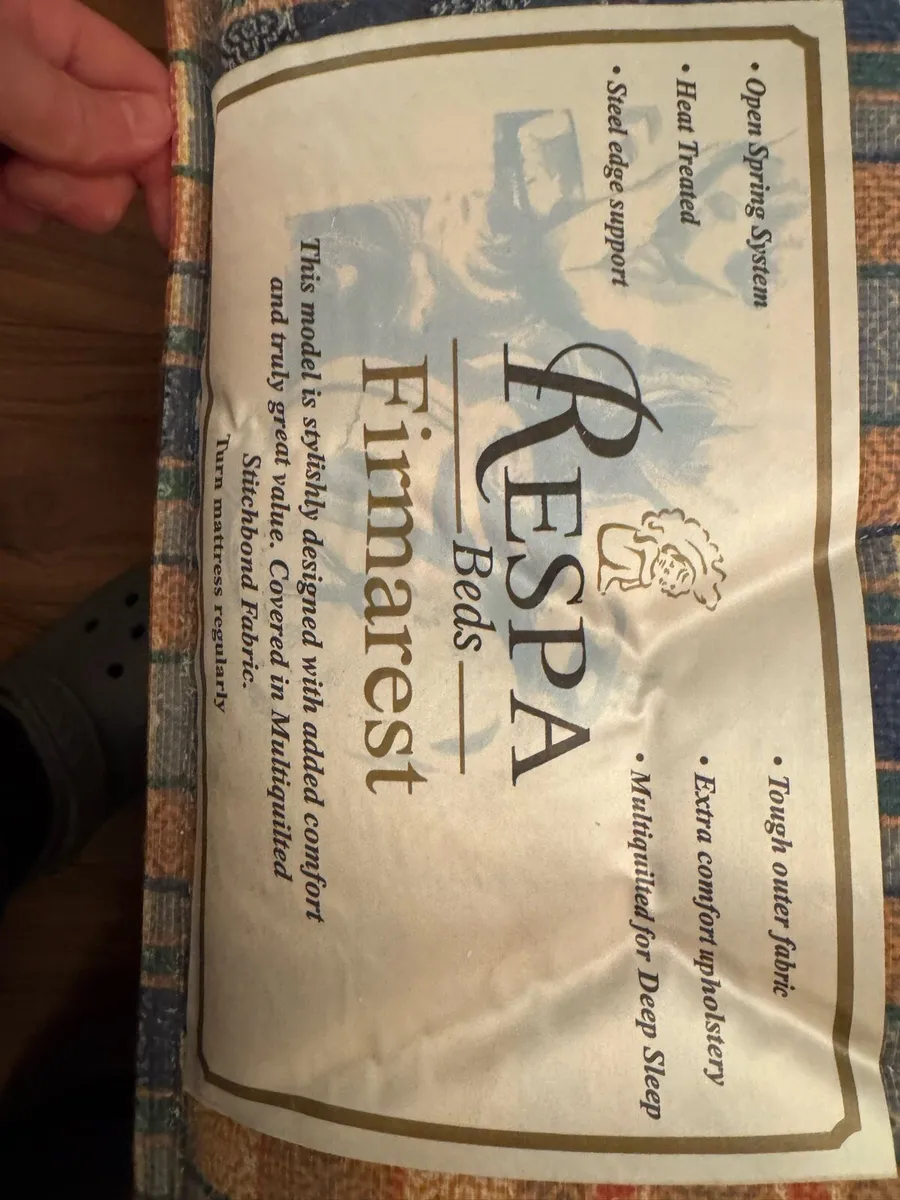 • Open Spring System
• Heat Treated
• Steel edge support
• Tough outer fabric
• Extra comfort upholstery
• Multiquilted for Deep Sleep
RESPA
Beds
Firmarest
This model is stylishly designed with added comfort
and truly great value. Covered in Multiquilted
Stitchbond Fabric.
Turn mattress regularly